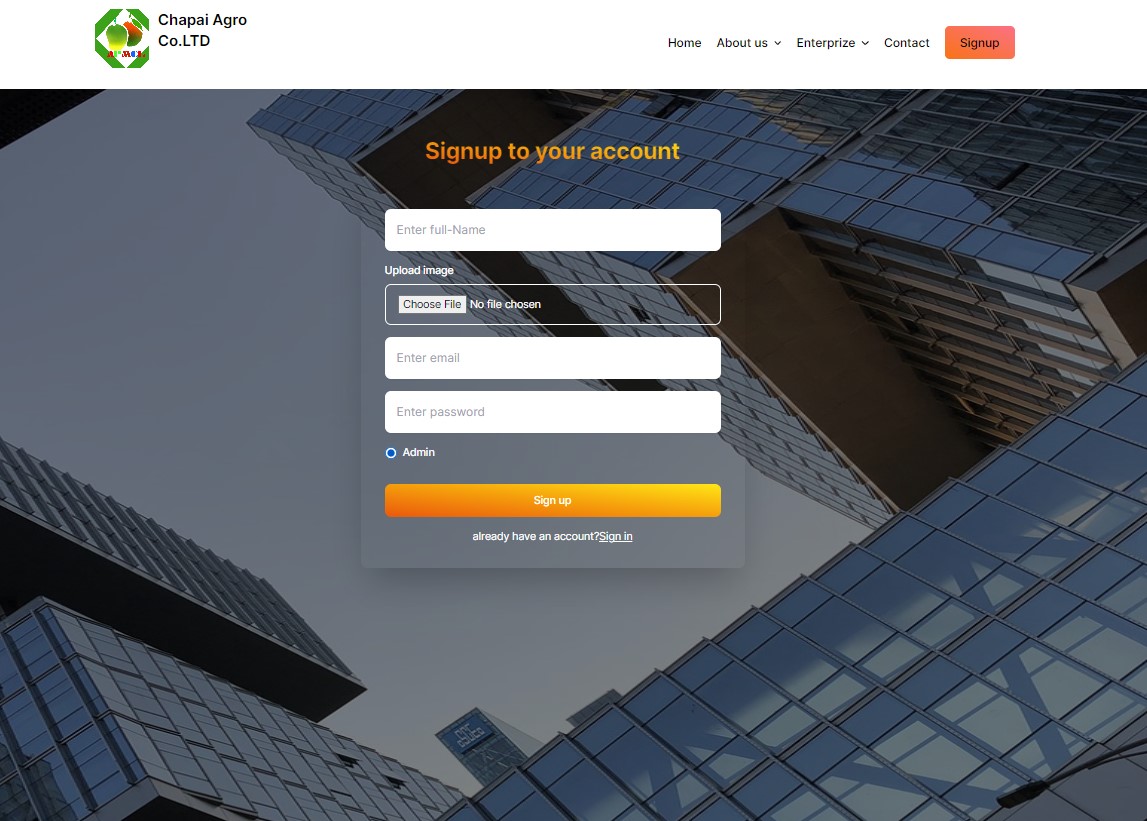 Chapai Agro
Co.LTD
Home About us Enterprize Contact Signup
Signup to your account
Enter full-Name
Upload image
Choose File No file chosen
Enter email
Enter password
Admin
Sign up
already have an account?Sign in